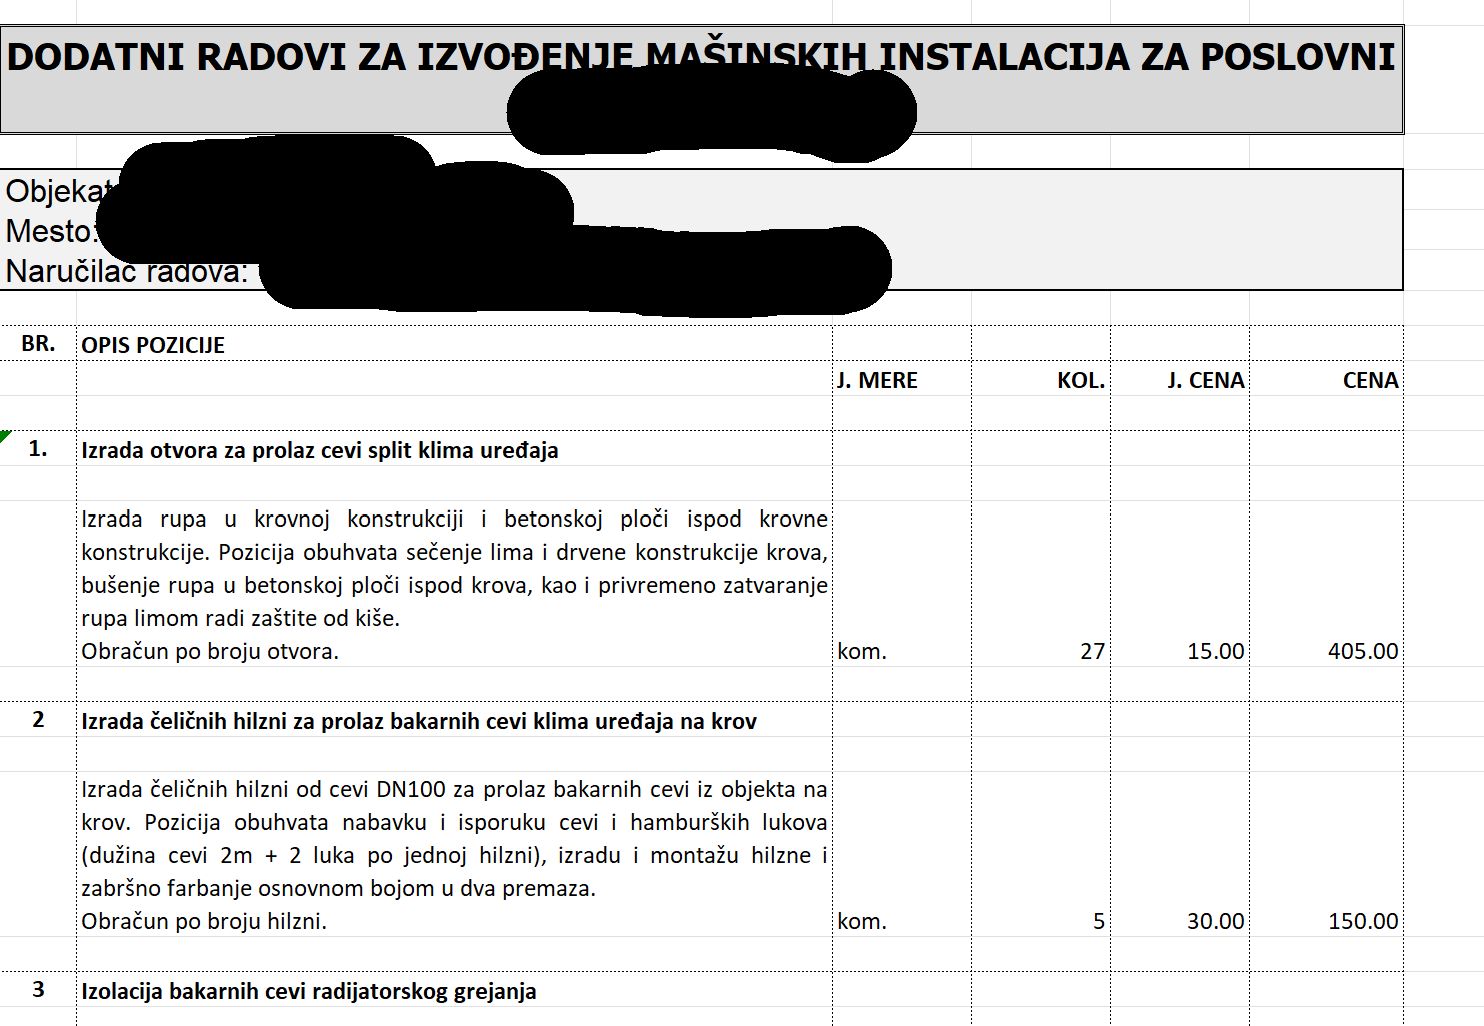 DODATNI RADOVI ZA IZVOĐENJE MAŠINSKIH INSTALACIJA ZA POSLOVNI
Objekat
Mesto:
Naručilac radova:
BR. OPIS POZICIJE
J. MERE KOL. J. CENA CENA
1. Izrada otvora za prolaz cevi split klima uređaja
Izrada rupa u krovnoj konstrukciji i betonskoj ploči ispod krovne
konstrukcije. Pozicija obuhvata sečenje lima i drvene konstrukcije krova,
bušenje rupa u betonskoj ploči ispod krova, kao i privremeno zatvaranje
rupa limom radi zaštite od kiše.
Obračun po broju otvora. kom. 27 15.00 405.00
2 Izrada čeličnih hilzni za prolaz bakarnih cevi klima uređaja na krov
Izrada čeličnih hilzni od cevi DN100 za prolaz bakarnih cevi iz objekta na
krov. Pozicija obuhvata nabavku i isporuku cevi i hamburških lukova
(dužina cevi 2m + 2 luka po jednoj hilzni), izradu i montažu hilzne i
zabršno farbanje osnovnom bojom u dva premaza.
Obračun po broju hilzni. kom. 5 30.00 150.00
3 Izolacija bakarnih cevi radijatorskog grejanja